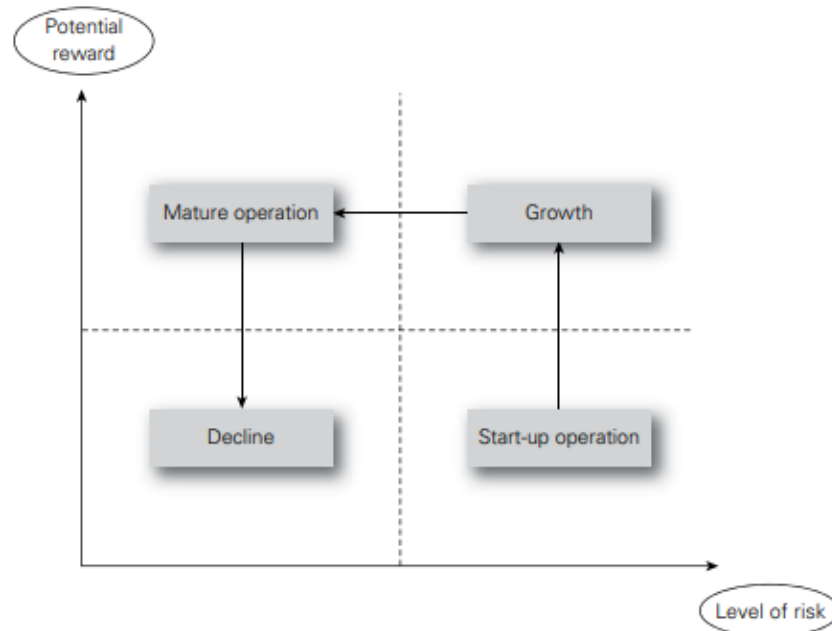 Potential
reward
Mature operation
Growth
Decline
Start-up operation
Level of risk